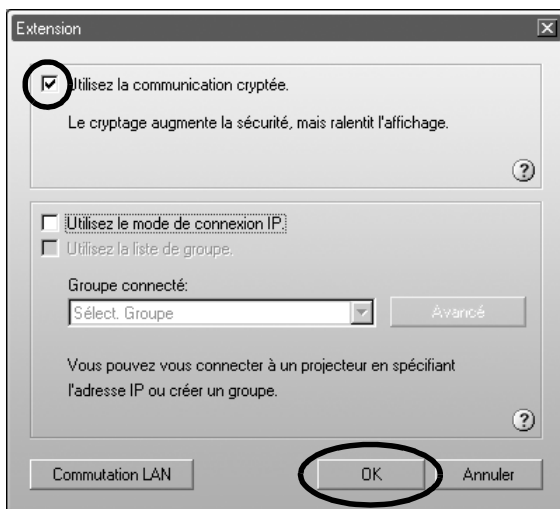 Extension
Utilisez la communication cryptée.
Le cryptage augmente la sécurité, mais ralentit l'affichage.
?
Utilisez le mode de connexion IP.
Utilisez la liste de groupe.
Groupe connecté:
Sélect. Groupe
Avancé
Vous pouvez vous connecter à un projecteur en spécifiant
l'adresse IP ou créer un groupe.
?
Commutation LAN
OK
Annuler